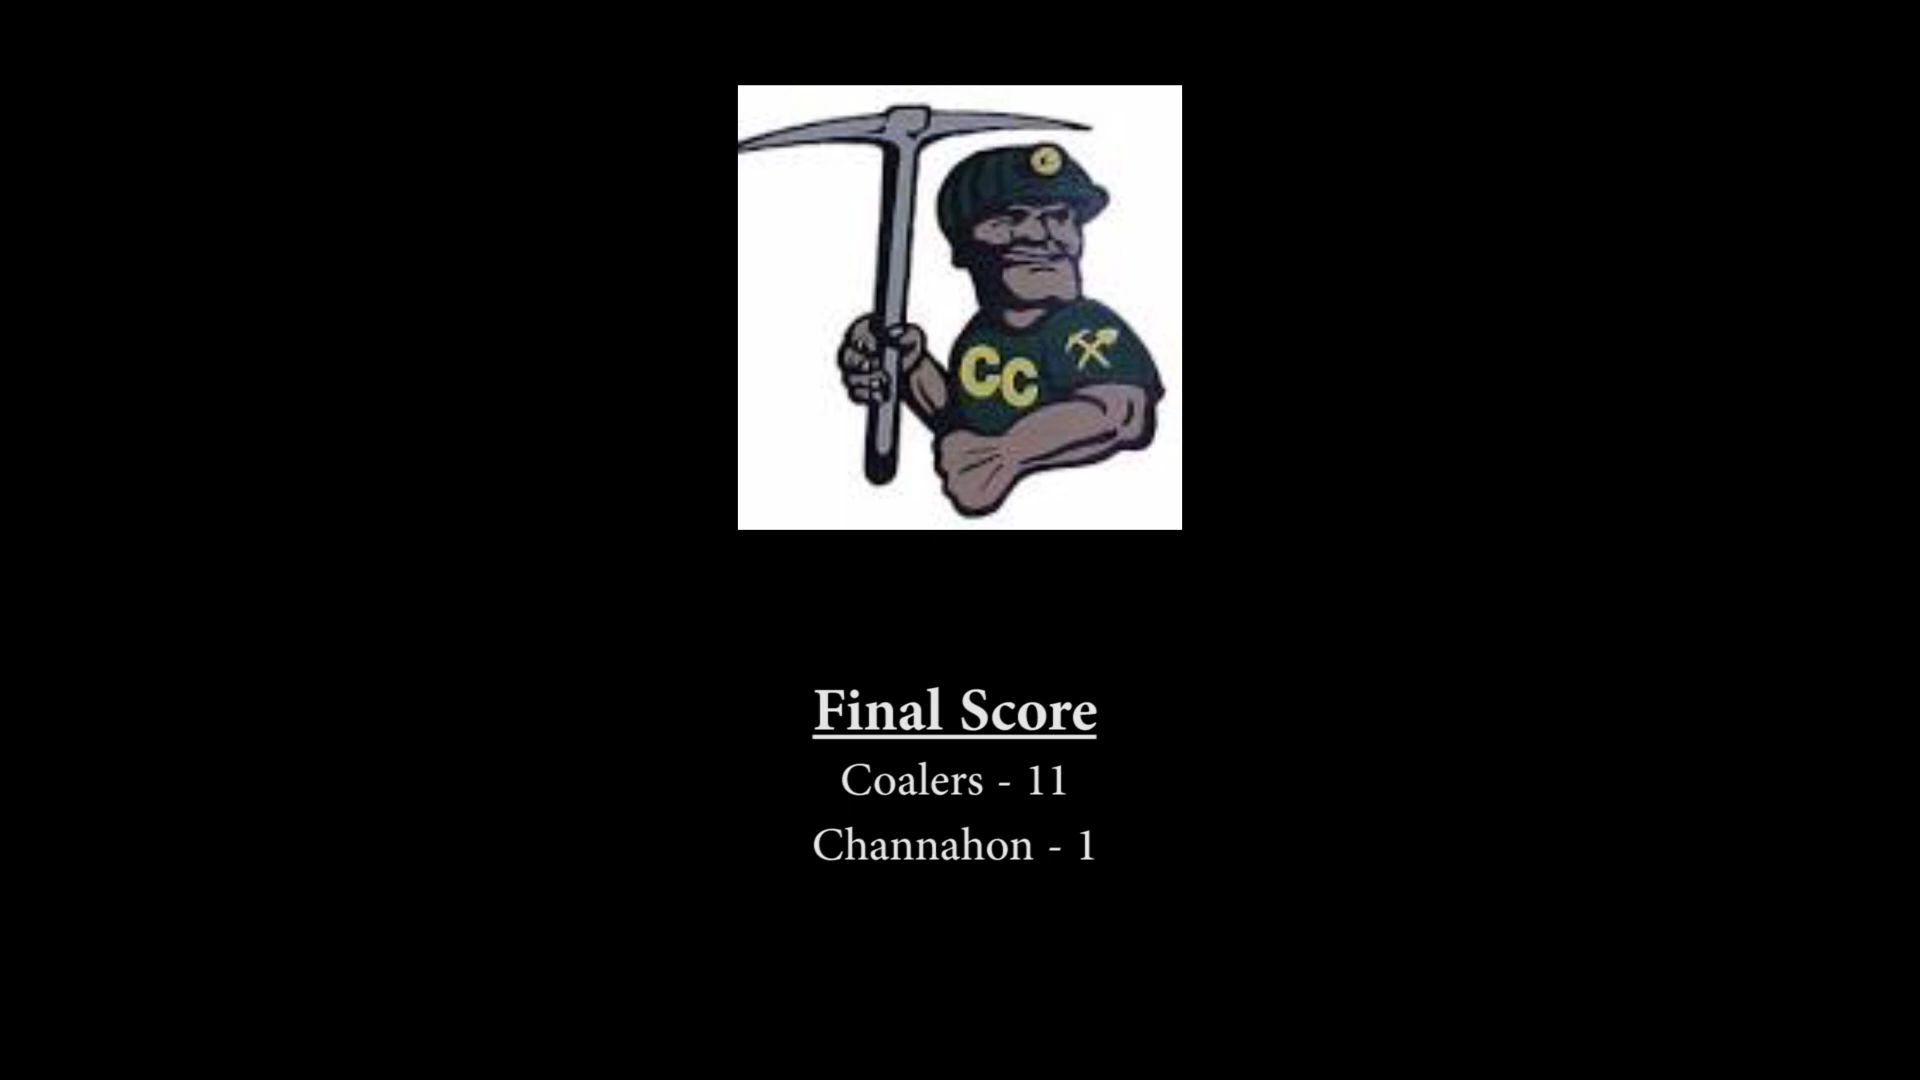 C
CC
Final Score
Coalers - 11
Channahon - 1